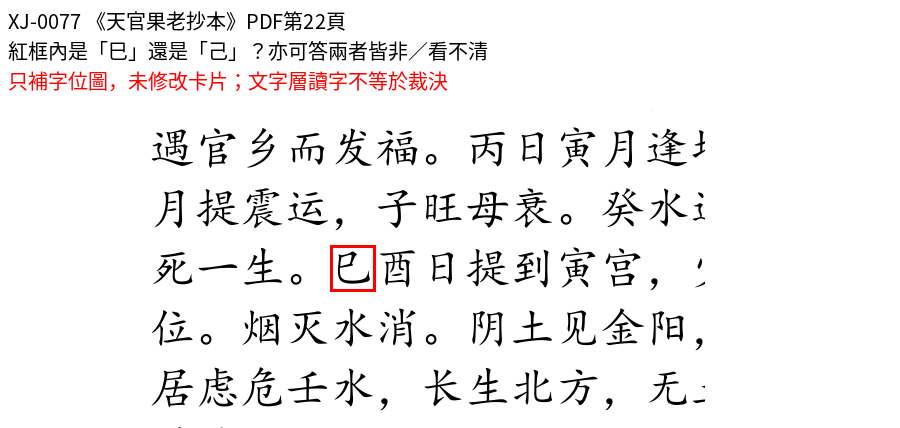 XJ-0077 《天官果老抄本》PDF第22頁
紅框內是「巳」還是「己」？亦可答兩者皆非／看不清
只補字位圖，未修改卡片；文字層讀字不等於裁決
遇官乡而发福。丙日寅月逢
月提震运，子旺母衰。癸水
死一生。巳酉日提到寅宫，
位。烟灭水消。阴土见金阳，
居虑危壬水，长生北方，无